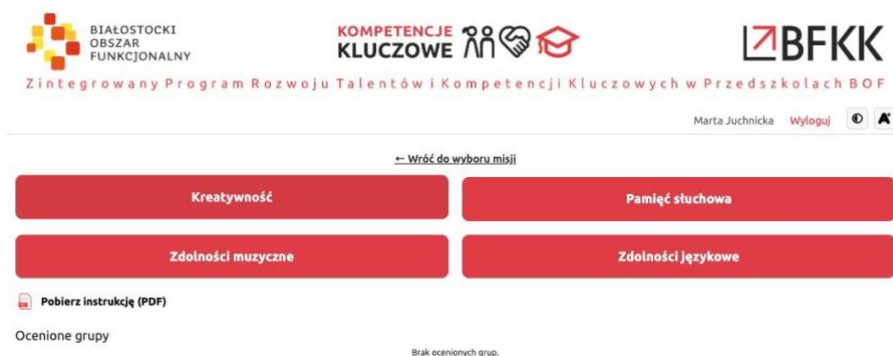 BIAŁOSTOCKI
OBSZAR
FUNKCJONALNY
KOMPETENCJE
KLUCZOWE
BFKK
Zintegrowany Program Rozwoju Talentów i Kompetencji Kluczowych w Przedszkolach BOF
Marta Juchnicka Wyloguj A
← Wróć do wyboru misji
Kreatywność Pamięć słuchowa
Zdolności muzyczne Zdolności językowe
Pobierz instrukcję (PDF)
Ocenione grupy
Brak ocenionych grup.